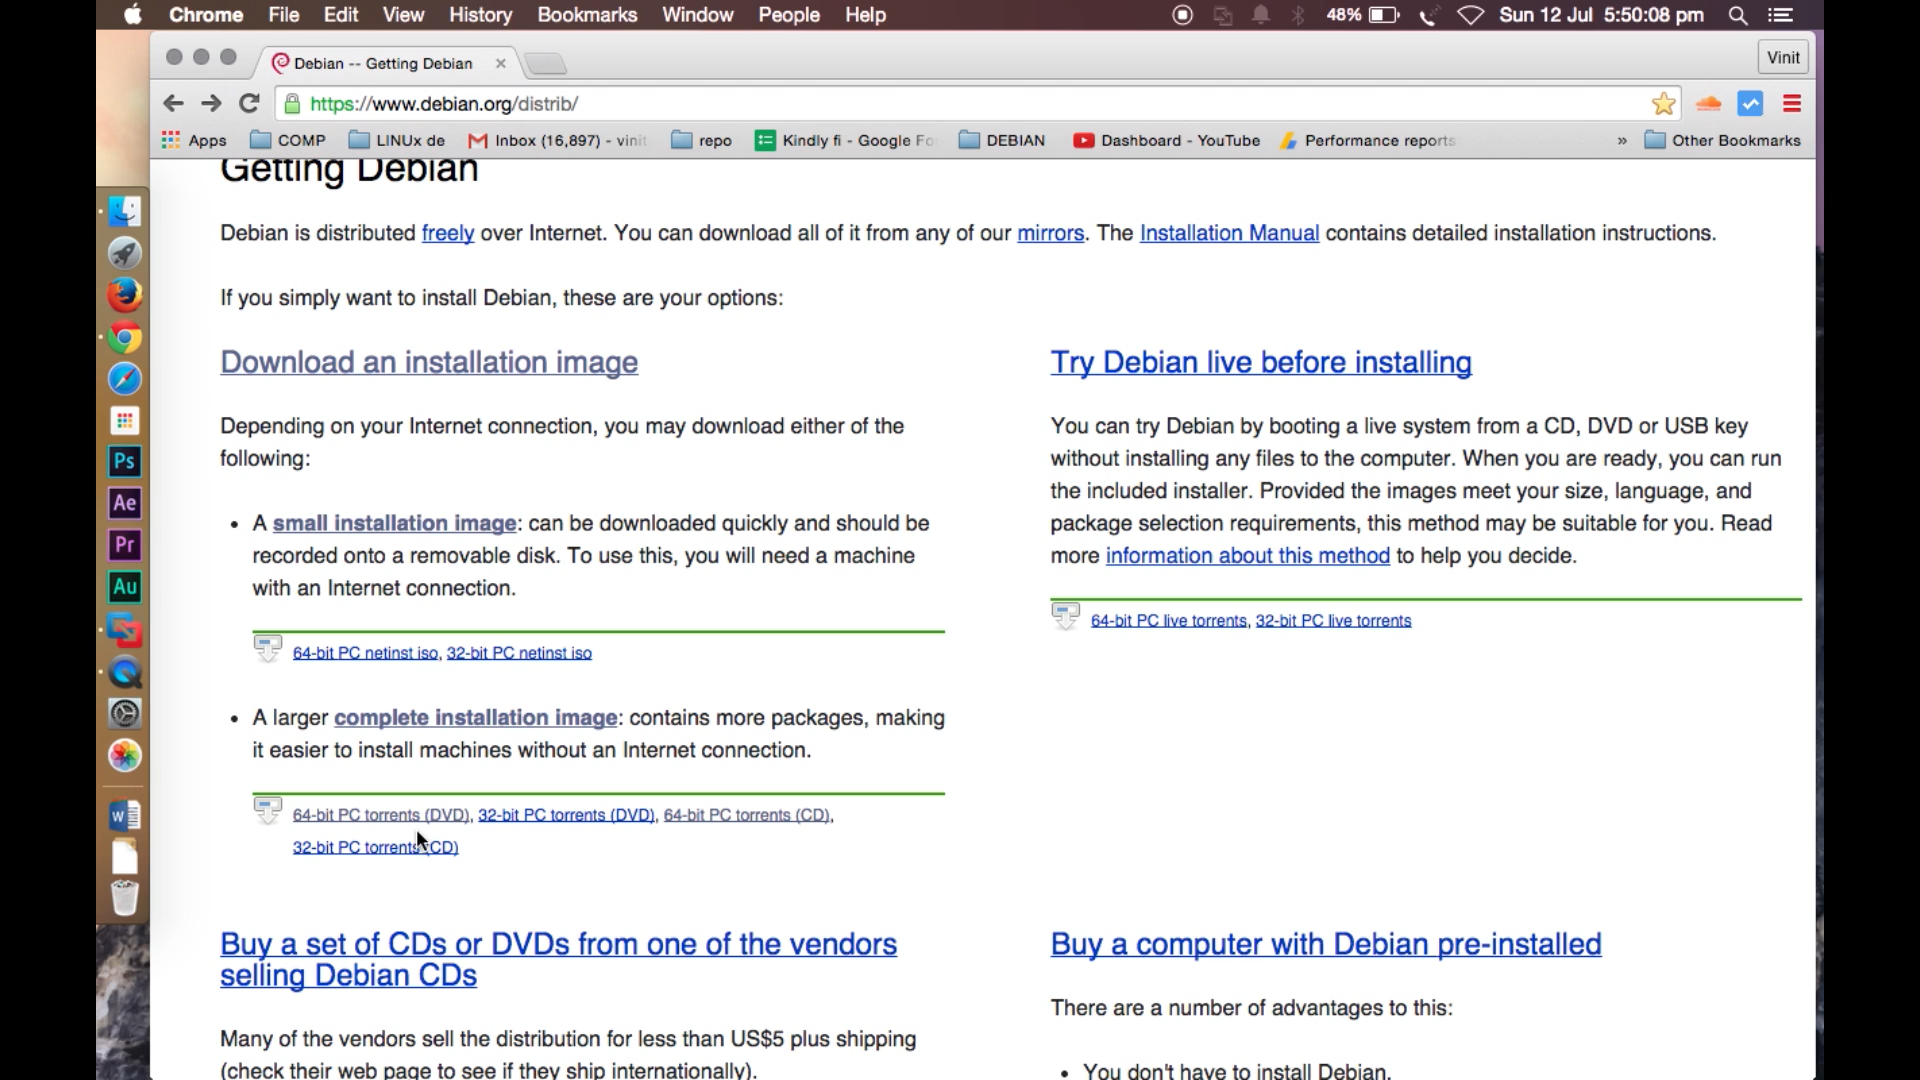 Chrome File Edit View History Bookmarks Window People Help 48% Sun 12 Jul 5:50:08 pm
Debian -- Getting Debian Vinit
https://www.debian.org/distrib/
Apps COMP LINUx de Inbox (16,897) - vinit repo Kindly fi - Google Fo DEBIAN Dashboard - YouTube Performance reports » Other Bookmarks
Getting Debian
Debian is distributed freely over Internet. You can download all of it from any of our mirrors. The Installation Manual contains detailed installation instructions.
If you simply want to install Debian, these are your options:
Download an installation image
Depending on your Internet connection, you may download either of the
following:
• A small installation image: can be downloaded quickly and should be
recorded onto a removable disk. To use this, you will need a machine
with an Internet connection.
64-bit PC netinst iso, 32-bit PC netinst iso
• A larger complete installation image: contains more packages, making
it easier to install machines without an Internet connection.
64-bit PC torrents (DVD), 32-bit PC torrents (DVD), 64-bit PC torrents (CD),
32-bit PC torrents (CD)
Try Debian live before installing
You can try Debian by booting a live system from a CD, DVD or USB key
without installing any files to the computer. When you are ready, you can run
the included installer. Provided the images meet your size, language, and
package selection requirements, this method may be suitable for you. Read
more information about this method to help you decide.
64-bit PC live torrents, 32-bit PC live torrents
Buy a set of CDs or DVDs from one of the vendors
selling Debian CDs
Many of the vendors sell the distribution for less than US$5 plus shipping
(check their web page to see if they ship internationally).
Buy a computer with Debian pre-installed
There are a number of advantages to this:
• You don't have to install Debian.
Ps
Ae
Pr
Au
W